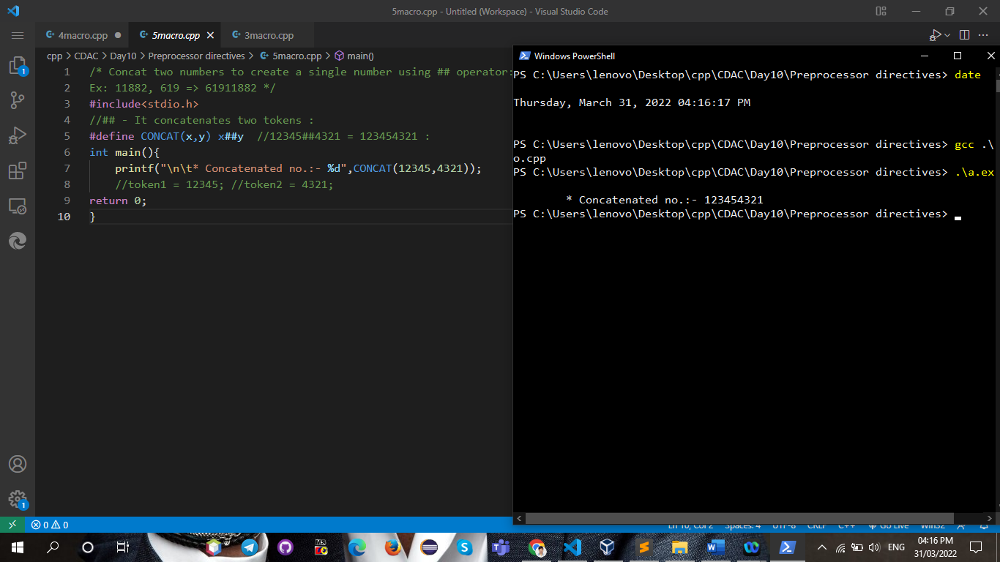 5macro.cpp - Untitled (Workspace) - Visual Studio Code
4macro.cpp
5macro.cpp
3macro.cpp
cpp > CDAC > Day10 > Preprocessor directives > 5macro.cpp > main()
1 /* Concat two numbers to create a single number using ## operator:
2 Ex: 11882, 619 => 61911882 */
3 #include<stdio.h>
4 //## - It concatenates two tokens :
5 #define CONCAT(x,y) x##y  //12345##4321 = 123454321 :
6 int main(){
7 printf("\n\t* Concatenated no.:- %d",CONCAT(12345,4321));
8 //token1 = 12345; //token2 = 4321;
9 return 0;
10 }
1
1
0 0
Windows PowerShell
PS C:\Users\lenovo\Desktop\cpp\CDAC\Day10\Preprocessor directives> date
Thursday, March 31, 2022 04:16:17 PM
PS C:\Users\lenovo\Desktop\cpp\CDAC\Day10\Preprocessor directives> gcc .\
o.cpp
PS C:\Users\lenovo\Desktop\cpp\CDAC\Day10\Preprocessor directives> .\a.ex
* Concatenated no.:- 123454321
PS C:\Users\lenovo\Desktop\cpp\CDAC\Day10\Preprocessor directives>
Ln 10, Col 2 Spaces: 4 UTF-8 CRLF C++ Go Live Win32
ENG
04:16 PM
31/03/2022